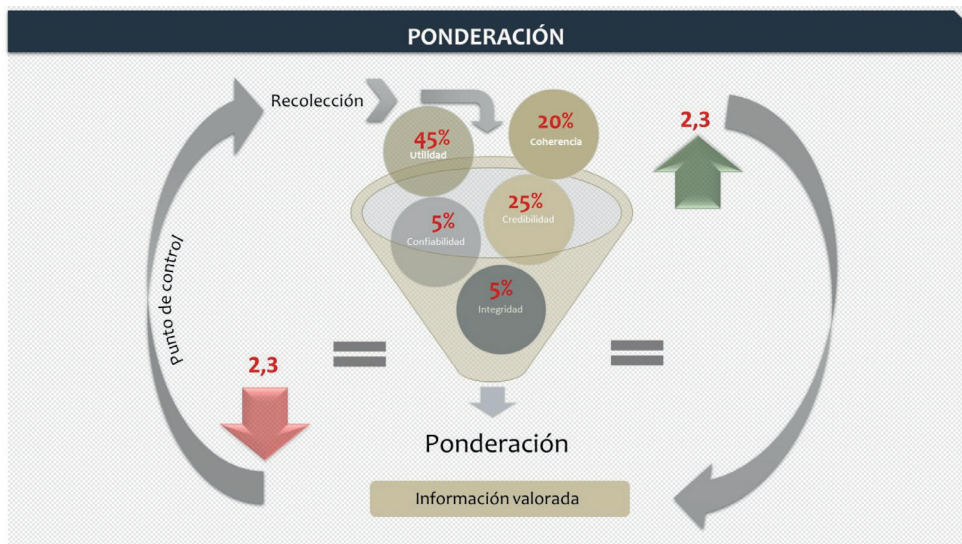 PONDERACIÓN
Recolección
45%
Utilidad
20%
Coherencia
2,3
25%
Credibilidad
5%
Confiabilidad
5%
Integridad
Punto de control
2,3
Ponderación
Información valorada